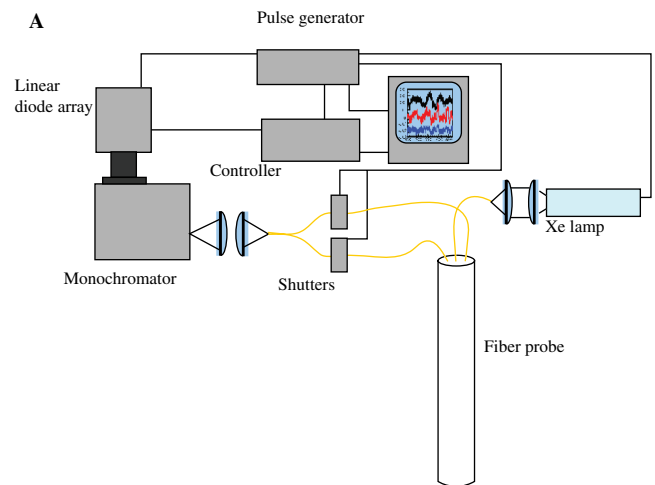 A
Pulse generator
Linear
diode array
Controller
Xe lamp
Monochromator
Shutters
Fiber probe